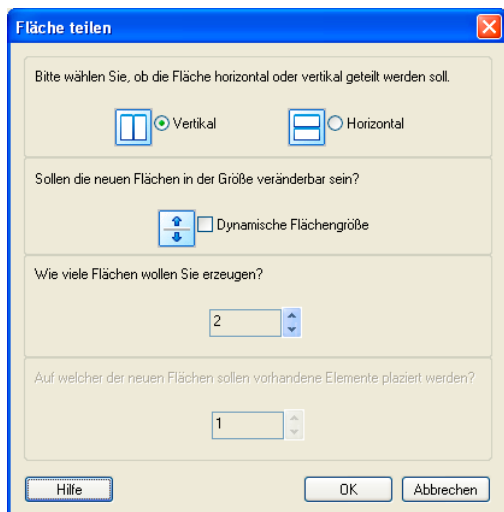 Fläche teilen
Bitte wählen Sie, ob die Fläche horizontal oder vertikal geteilt werden soll.
Vertikal
Horizontal
Sollen die neuen Flächen in der Größe veränderbar sein?
Dynamische Flächengröße
Wie viele Flächen wollen Sie erzeugen?
2
Auf welcher der neuen Flächen sollen vorhandene Elemente plaziert werden?
1
Hilfe
OK
Abbrechen